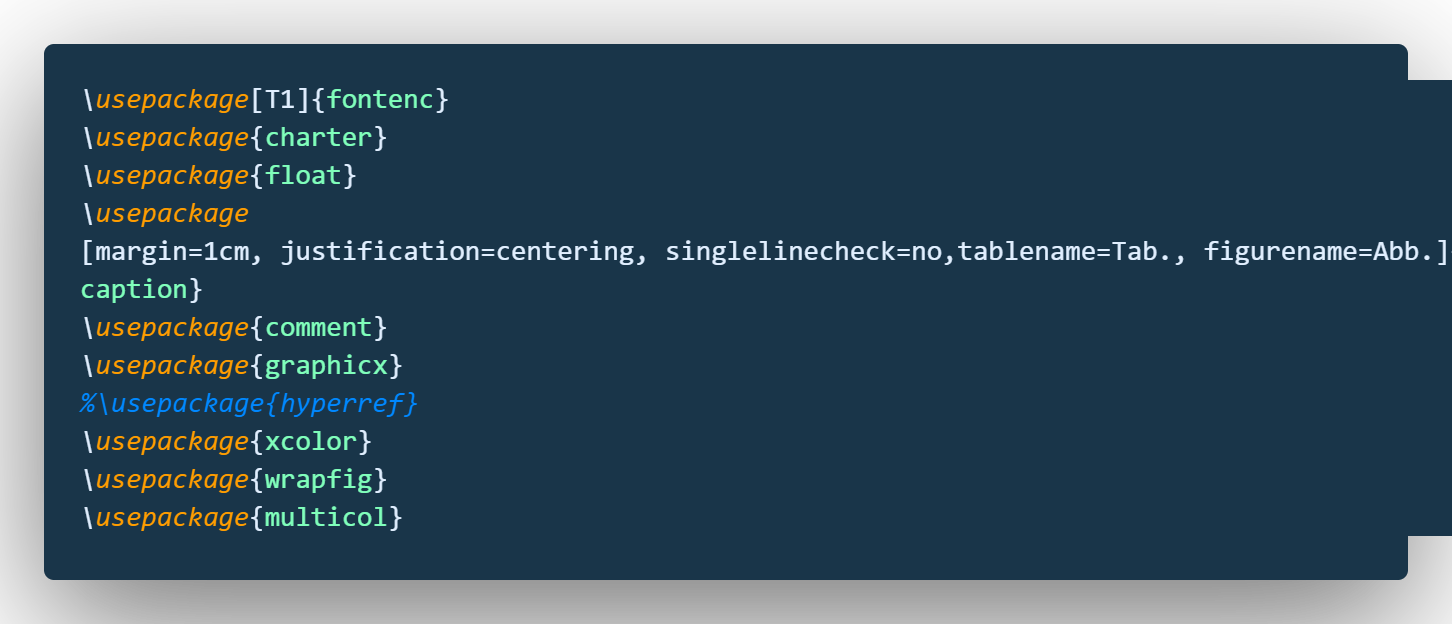 \usepackage[T1]{fontenc}
\usepackage{charter}
\usepackage{float}
\usepackage
[margin=1cm, justification=centering, singlelinecheck=no,tablename=Tab., figurename=Abb.]
caption}
\usepackage{comment}
\usepackage{graphicx}
%\usepackage{hyperref}
\usepackage{xcolor}
\usepackage{wrapfig}
\usepackage{multicol}